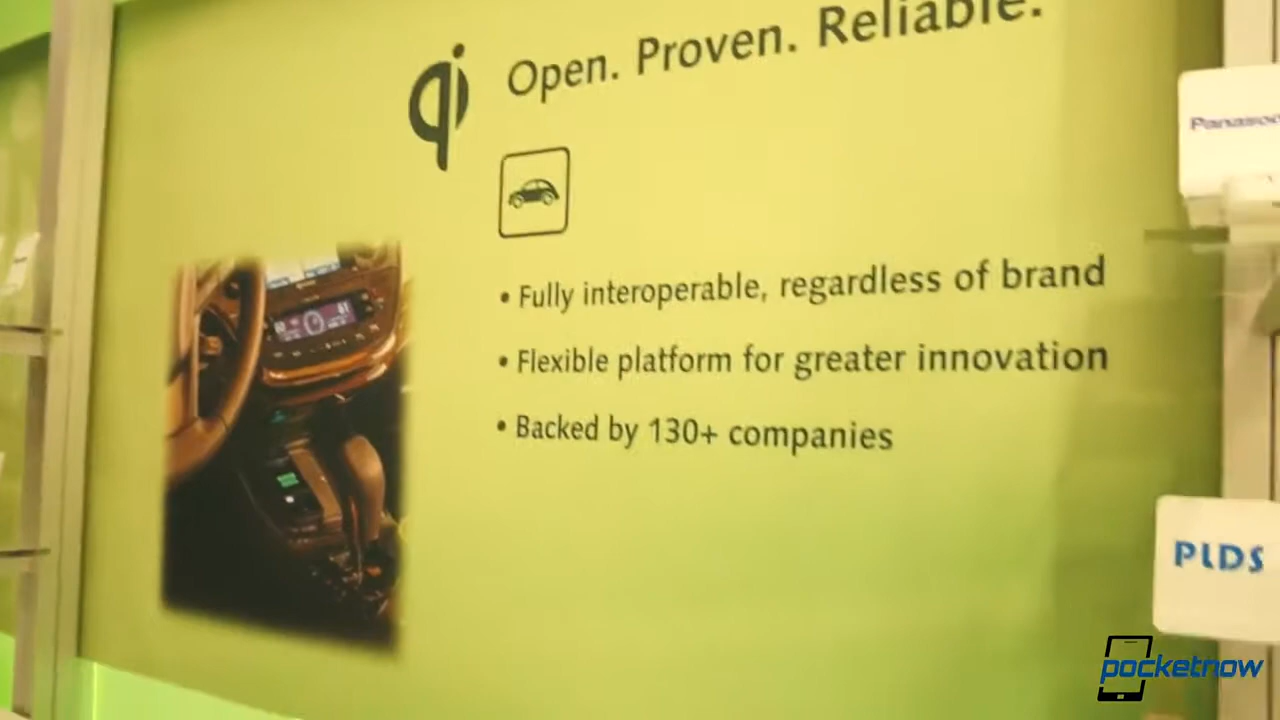 qi
Open. Proven. Reliable.
• Fully interoperable, regardless of brand
• Flexible platform for greater innovation
• Backed by 130+ companies
Panasoc
PLDS
pocketnow